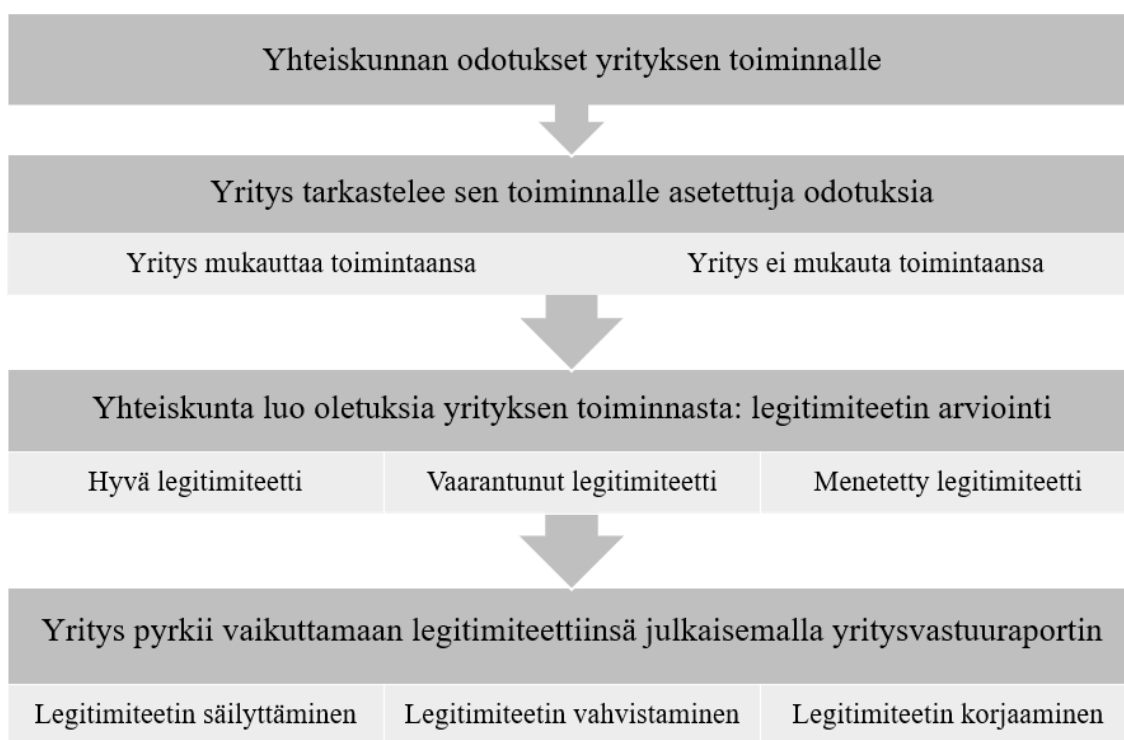 Yhteiskunnan odotukset yrityksen toiminnalle
Yritys tarkastelee sen toiminnalle asetettuja odotuksia
Yritys mukauttaa toimintaansa
Yritys ei mukauta toimintaansa
Yhteiskunta luo oletuksia yrityksen toiminnasta: legitimiteetin arviointi
Hyvä legitimiteetti
Vaarantunut legitimiteetti
Menetetty legitimiteetti
Yritys pyrkii vaikuttamaan legitimiteettiinsä julkaisemalla yritysvastuuraportin
Legitimiteetin säilyttäminen
Legitimiteetin vahvistaminen
Legitimiteetin korjaaminen